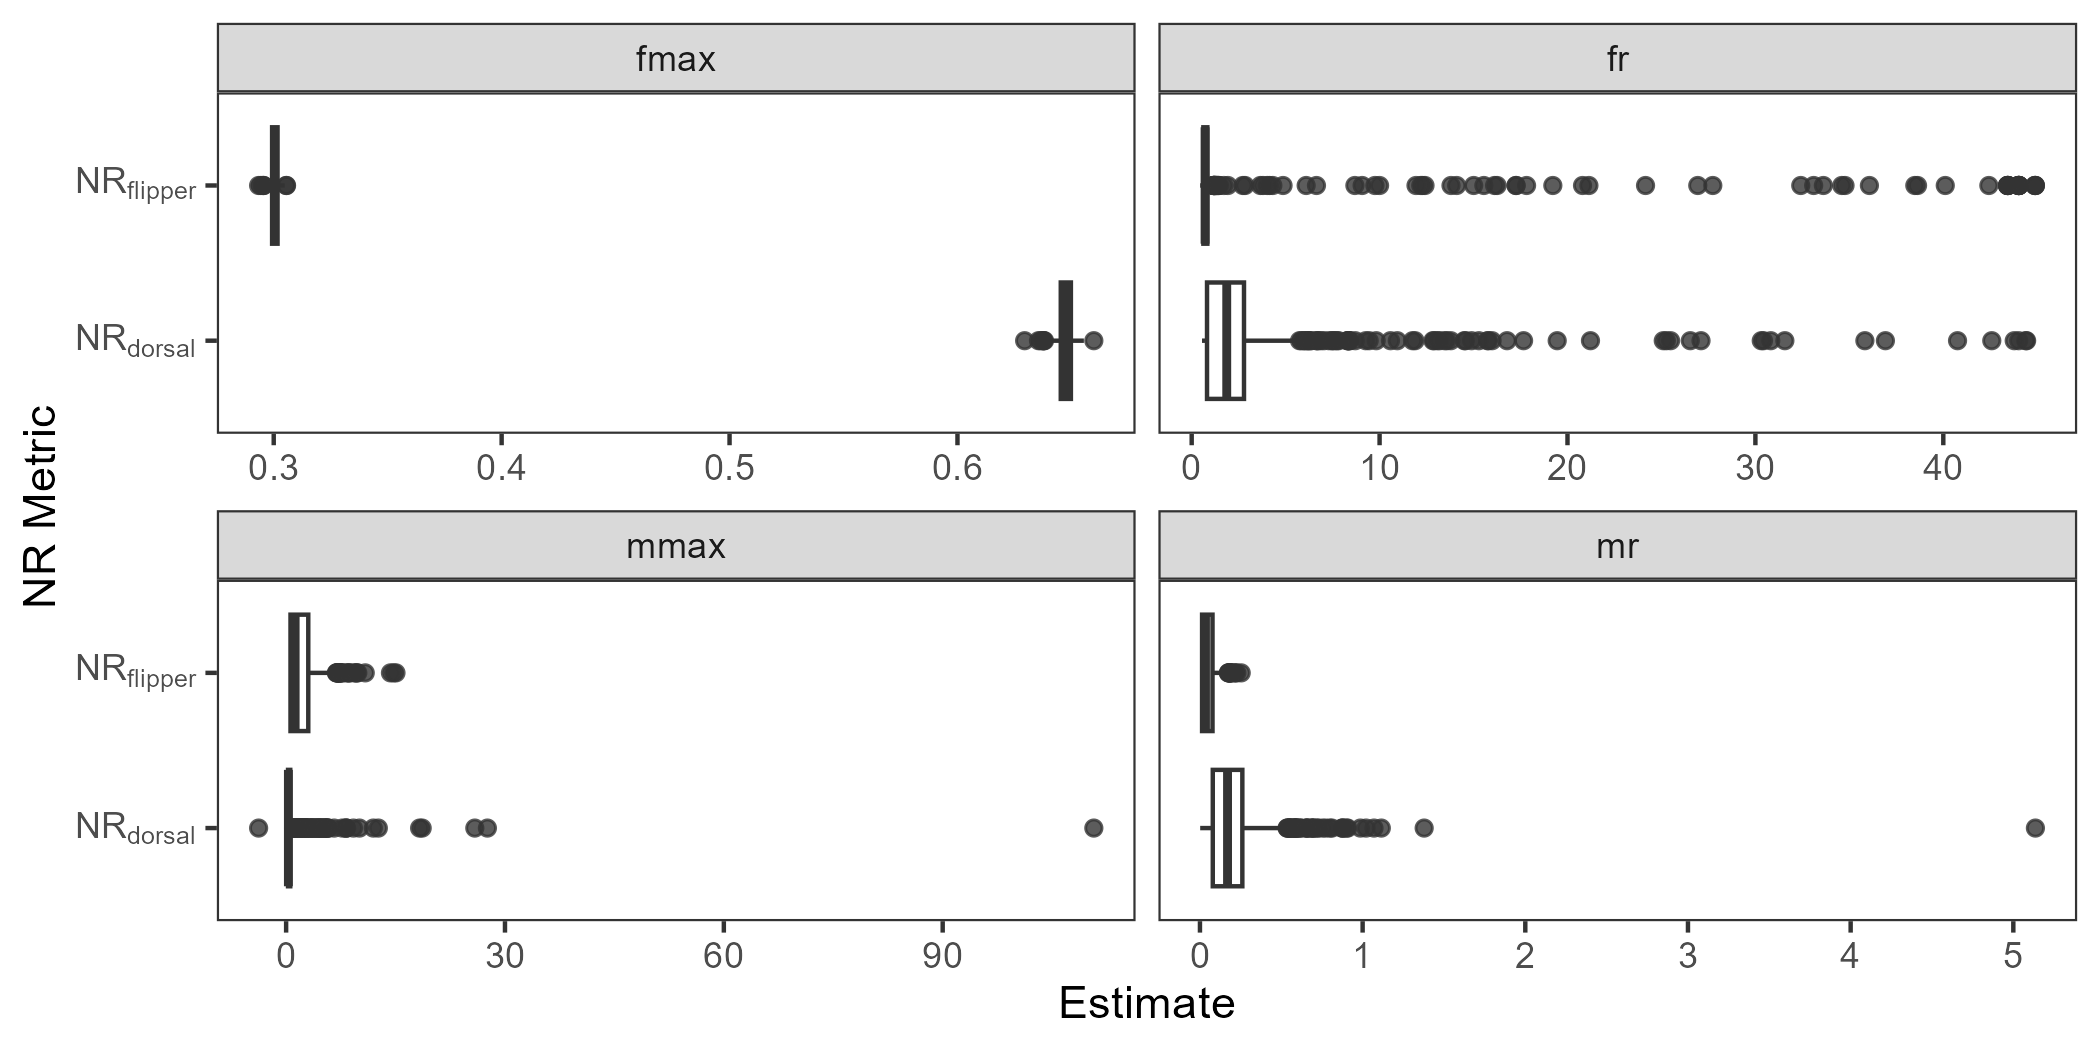 fmax
fr
NRflipper
NRdorsal
0.3 0.4 0.5 0.6
0 10 20 30 40
NR Metric
mmax
mr
NRflipper
NRdorsal
0 30 60 90
0 1 2 3 4 5
Estimate